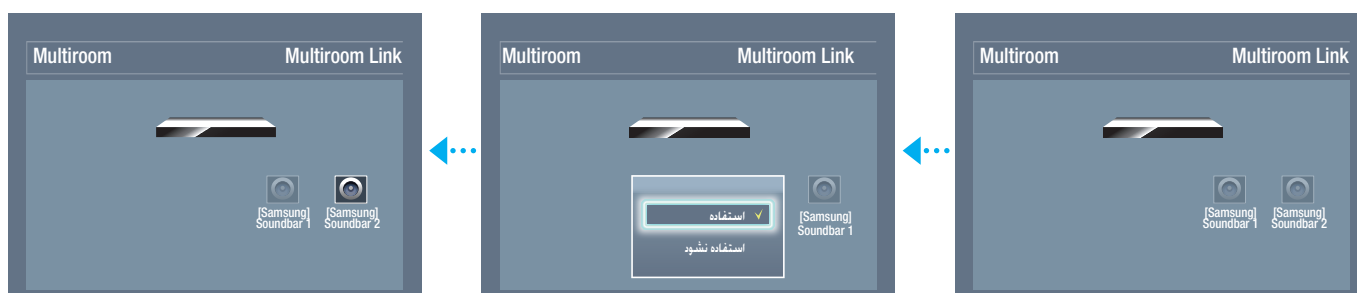 Multiroom Multiroom Link
[Samsung] Soundbar 1
[Samsung] Soundbar 2
Multiroom Multiroom Link
✓ استفاده
استفاده نشود
[Samsung] Soundbar 1
Multiroom Multiroom Link
[Samsung] Soundbar 1
[Samsung] Soundbar 2